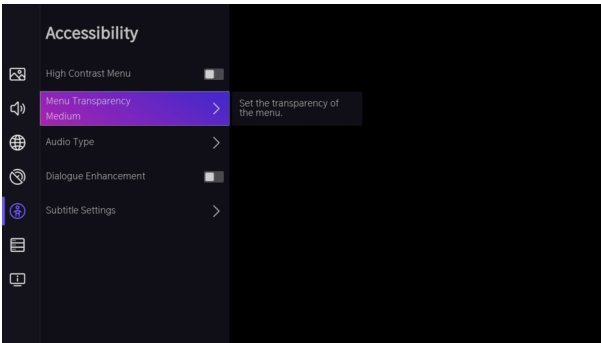 Accessibility
High Contrast Menu
Menu Transparency
Medium
Set the transparency of
the menu.
Audio Type
Dialogue Enhancement
Subtitle Settings